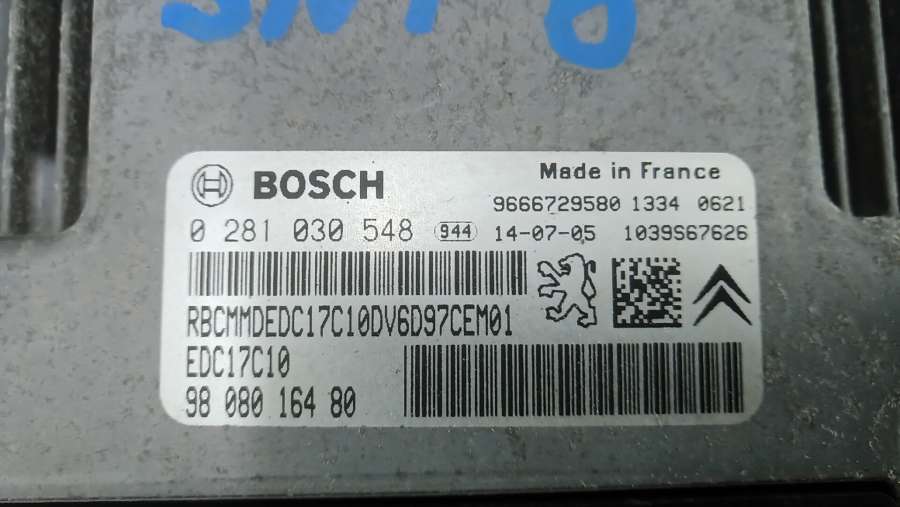 BOSCH
Made in France
9666729580 1334 0621
0 281 030 548 944 14-07-05 1039S67626
RBCMMDEDC17C10DV6D97CEM01
EDC17C10
98 080 164 80